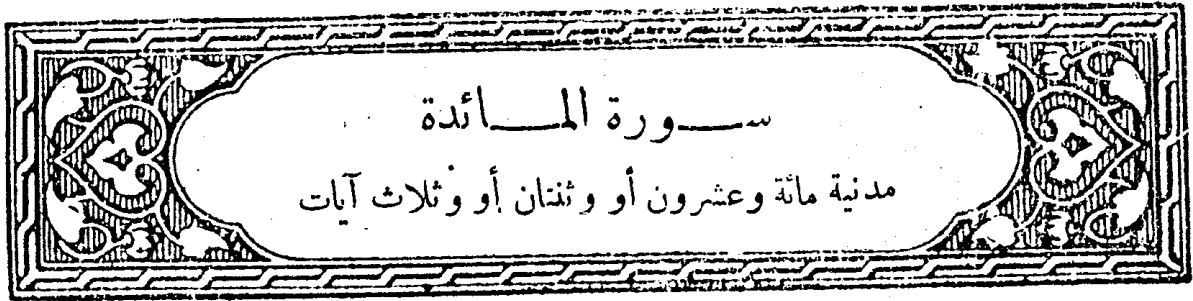 سورة المائدة
مدنية مائة وعشرون أو وثنتان أو وثلاث آيات